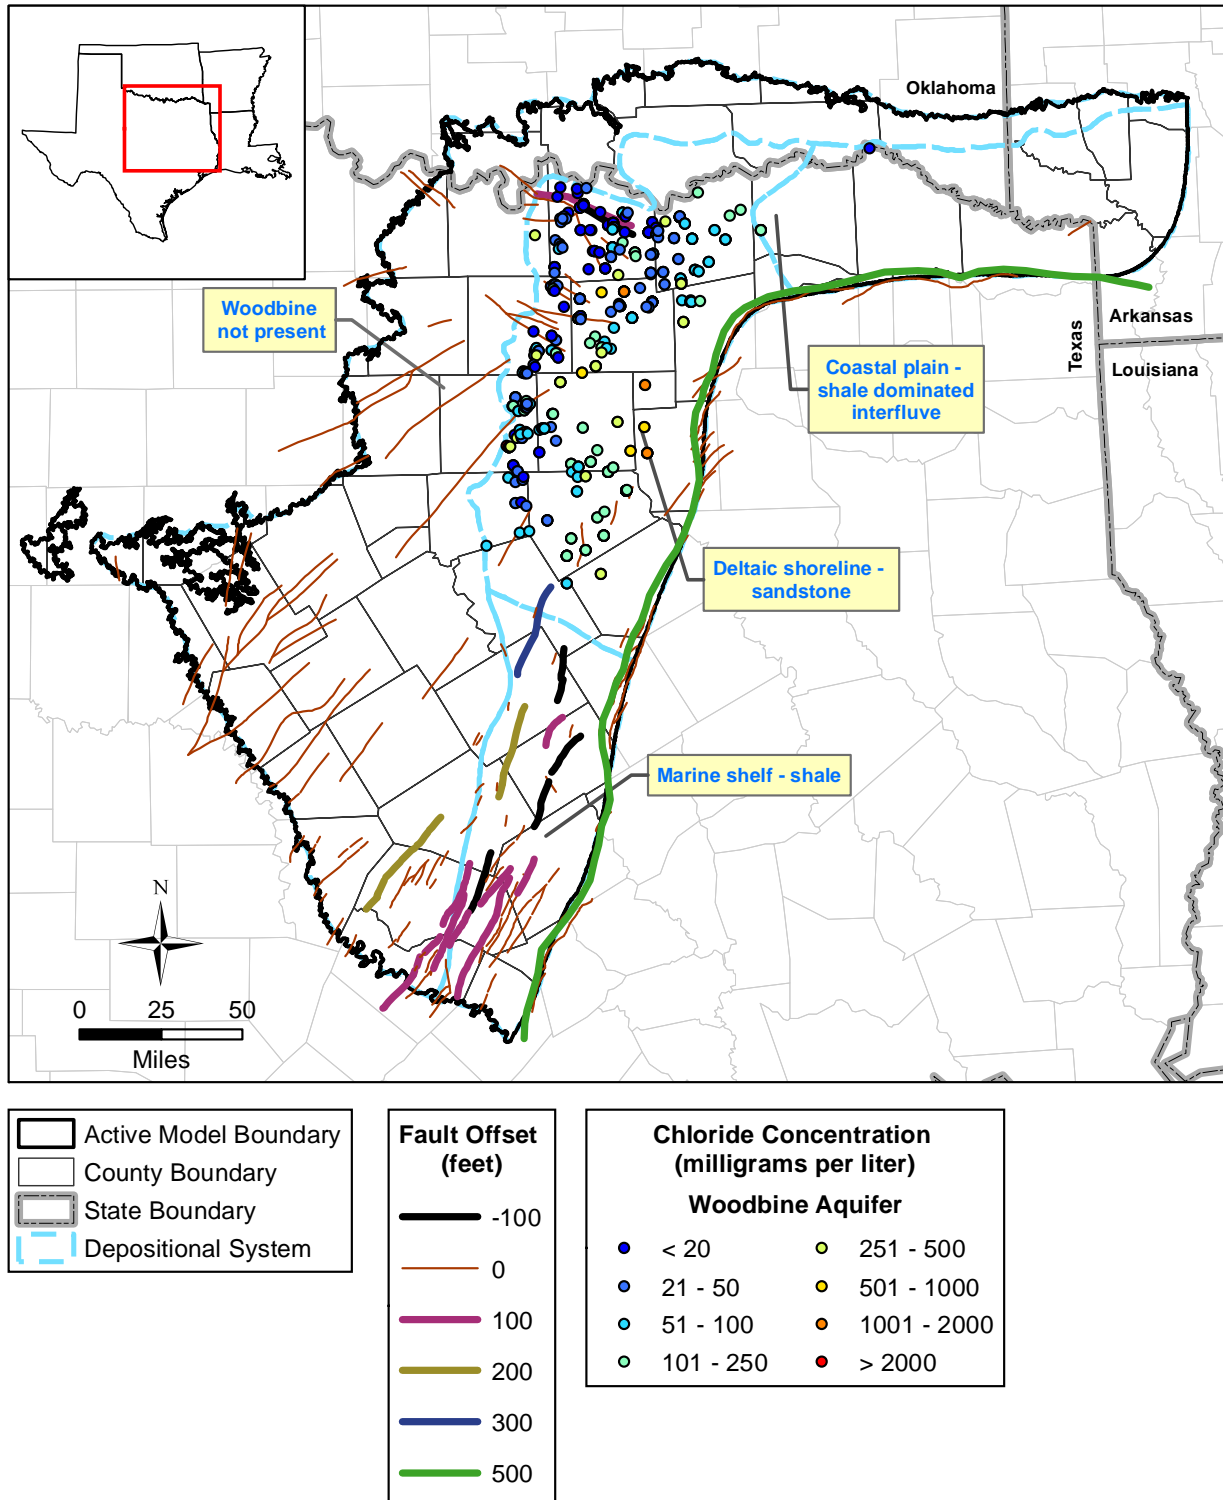 Oklahoma
Woodbine
not present
Arkansas
Texas
Louisiana
Coastal plain -
shale dominated
interfluve
Deltaic shoreline -
sandstone
Marine shelf - shale
N
0 25 50
Miles
Active Model Boundary
County Boundary
State Boundary
Depositional System
Fault Offset
(feet)
-100
0
100
200
300
500
Chloride Concentration
(milligrams per liter)
Woodbine Aquifer
< 20
21 - 50
51 - 100
101 - 250
251 - 500
501 - 1000
1001 - 2000
> 2000